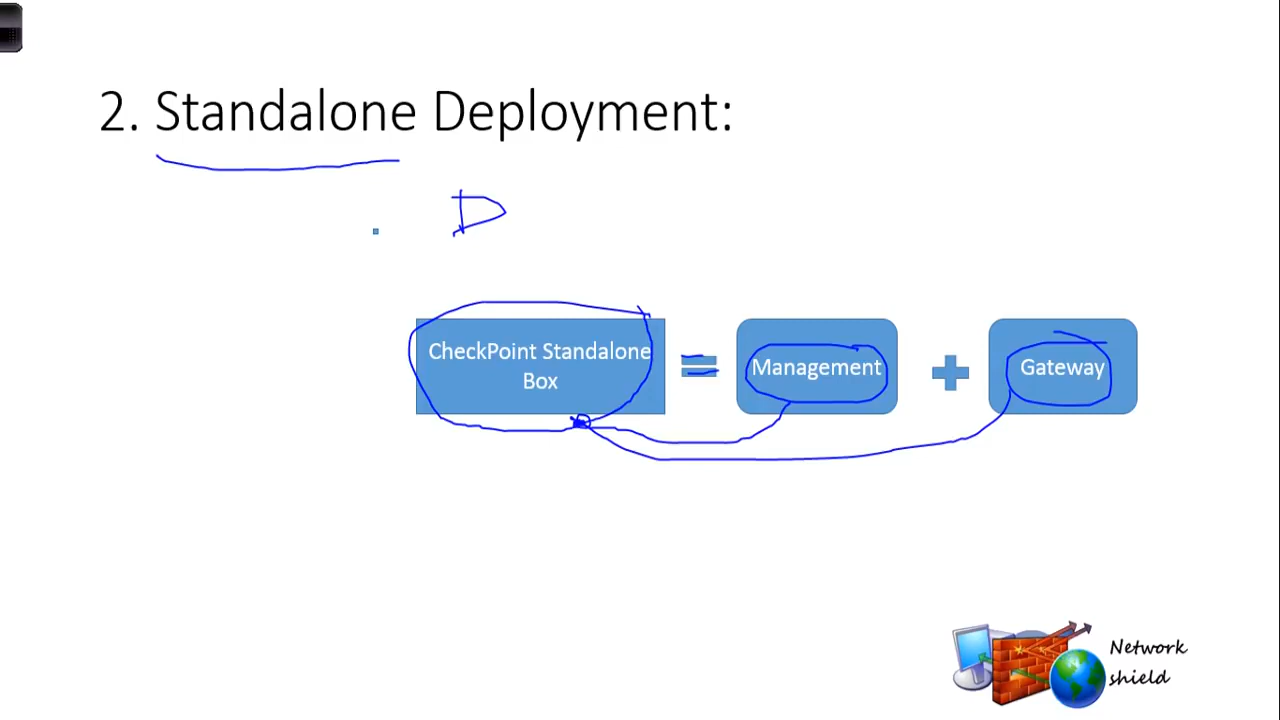 2. Standalone Deployment:
D
CheckPoint Standalone
Box
=
Management
+
Gateway
Network
shield